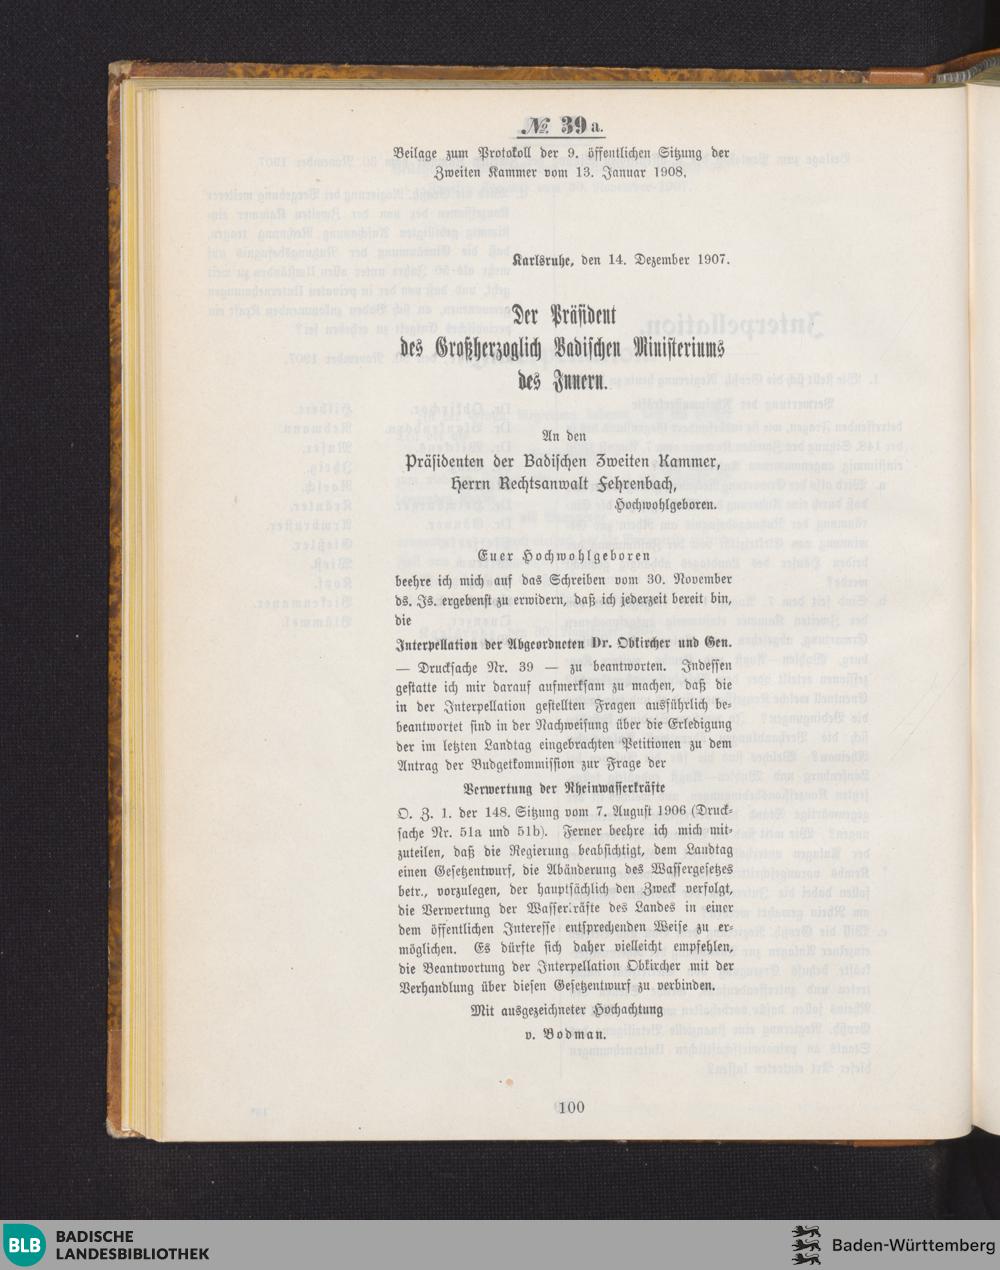 № 39 a.
Beilage zum Protokoll der 9. öffentlichen Sitzung der
Zweiten Kammer vom 13. Januar 1908.
Karlsruhe, den 14. Dezember 1907.
Der Präsident
des Großherzoglich Badischen Ministeriums
des Innern.
An den
Präsidenten der Badischen Zweiten Kammer,
Herrn Rechtsanwalt Fehrenbach,
Hochwohlgeboren.
Euer Hochwohlgeboren
beehre ich mich auf das Schreiben vom 30. November
ds. Js. ergebenst zu erwidern, daß ich jederzeit bereit bin,
die
Interpellation der Abgeordneten Dr. Obkircher und Gen.
— Drucksache Nr. 39 — zu beantworten. Indessen
gestatte ich mir darauf aufmerksam zu machen, daß die
in der Interpellation gestellten Fragen ausführlich be-
beantwortet sind in der Nachweisung über die Erledigung
der im letzten Landtag eingebrachten Petitionen zu dem
Antrag der Budgetkommission zur Frage der
Verwertung der Rheinwasserkräfte
O. Z. 1. der 148. Sitzung vom 7. August 1906 (Druck-
sache Nr. 51a und 51b). Ferner beehre ich mich mit-
zuteilen, daß die Regierung beabsichtigt, dem Landtag
einen Gesetzentwurf, die Abänderung des Wassergesetzes
betr., vorzulegen, der hauptsächlich den Zweck verfolgt,
die Verwertung der Wasserkräfte des Landes in einer
dem öffentlichen Interesse entsprechenden Weise zu er-
möglichen. Es dürfte sich daher vielleicht empfehlen,
die Beantwortung der Interpellation Obkircher mit der
Verhandlung über diesen Gesetzentwurf zu verbinden.
Mit ausgezeichneter Hochachtung
v. Bodman.
100
BLB BADISCHE
LANDESBIBLIOTHEK
Baden-Württemberg